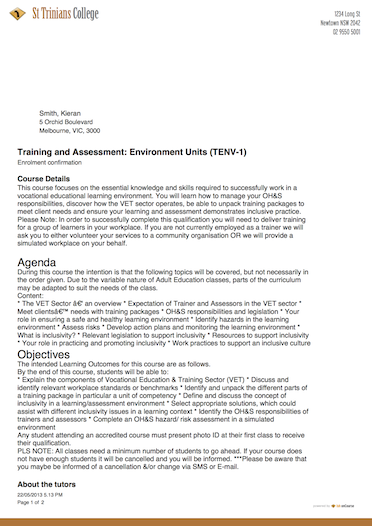 St Trinians College
1234 Long St
Newtown NSW 2042
02 9550 5001
Smith, Kieran
5 Orchid Boulevard
Melbourne, VIC, 3000
Training and Assessment: Environment Units (TENV-1)
Enrolment confirmation
Course Details
This course focuses on the essential knowledge and skills required to successfully work in a
vocational educational learning environment. You will learn how to manage your OH&S
responsibilities, discover how the VET sector operates, be able to unpack training packages to
meet client needs and ensure your learning and assessment demonstrates inclusive practice.
Please Note: In order to successfully complete this qualification you will need to deliver training
for a group of learners in your workplace. If you are not currently employed as a trainer we will
ask you to either volunteer your services to a community organisation OR we will provide a
simulated workplace on your behalf.
Agenda
During this course the intention is that the following topics will be covered, but not necessarily in
the order given. Due to the variable nature of Adult Education classes, parts of the curriculum
may be adapted to suit the needs of the class.
Content:
* The VET Sector â€" an overview * Expectation of Trainer and Assessors in the VET sector *
Meet clientsâ€™ needs with training packages * OH&S responsibilities and legislation * Your
role in ensuring a safe and healthy learning environment * Identify hazards in the learning
environment * Assess risks * Develop action plans and monitoring the learning environment *
What is inclusivity? * Relevant legislation to support inclusivity * Resources to support inclusivity
* Your role in practising and promoting inclusivity * Work practices to support an inclusive culture
Objectives
The intended Learning Outcomes for this course are as follows.
By the end of this course, students will be able to:
* Explain the components of Vocational Education & Training Sector (VET) * Discuss and
identify relevant workplace standards or benchmarks * Identify and unpack the different parts of
a training package in particular a unit of competency * Define and discuss the concept of
inclusivity in a learning/assessment environment * Select appropriate solutions, which could
assist with different inclusivity issues in a learning context * Identify the OH&S responsibilities of
trainers and assessors * Complete an OH&S hazard/ risk assessment in a simulated
environment
Any student attending an accredited course must present photo ID at their first class to receive
their qualification.
PLS NOTE: All classes need a minimum number of students to go ahead. If your course does
not have enough students it will be cancelled and you will be informed. ***Please be aware that
you maybe be informed of a cancellation &/or change via SMS or E-mail.
About the tutors
22/05/2013 5.13 PM
Page 1 of 2
onCourse